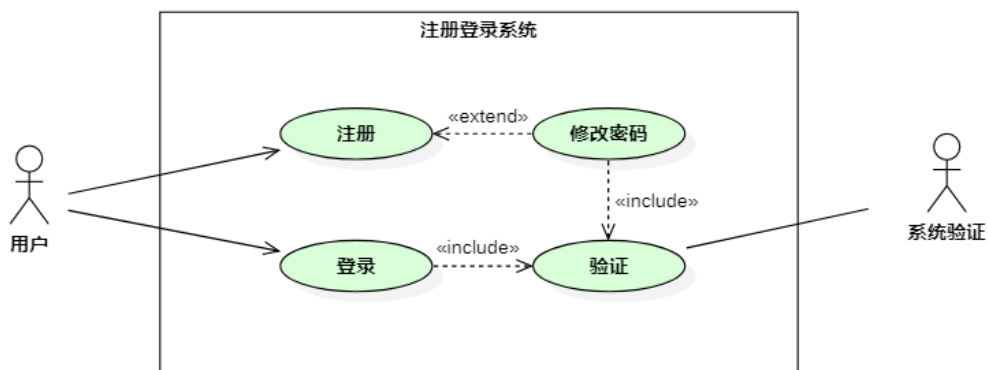 注册登录系统
注册
«extend»
修改密码
«include»
用户
系统验证
登录
«include»
验证